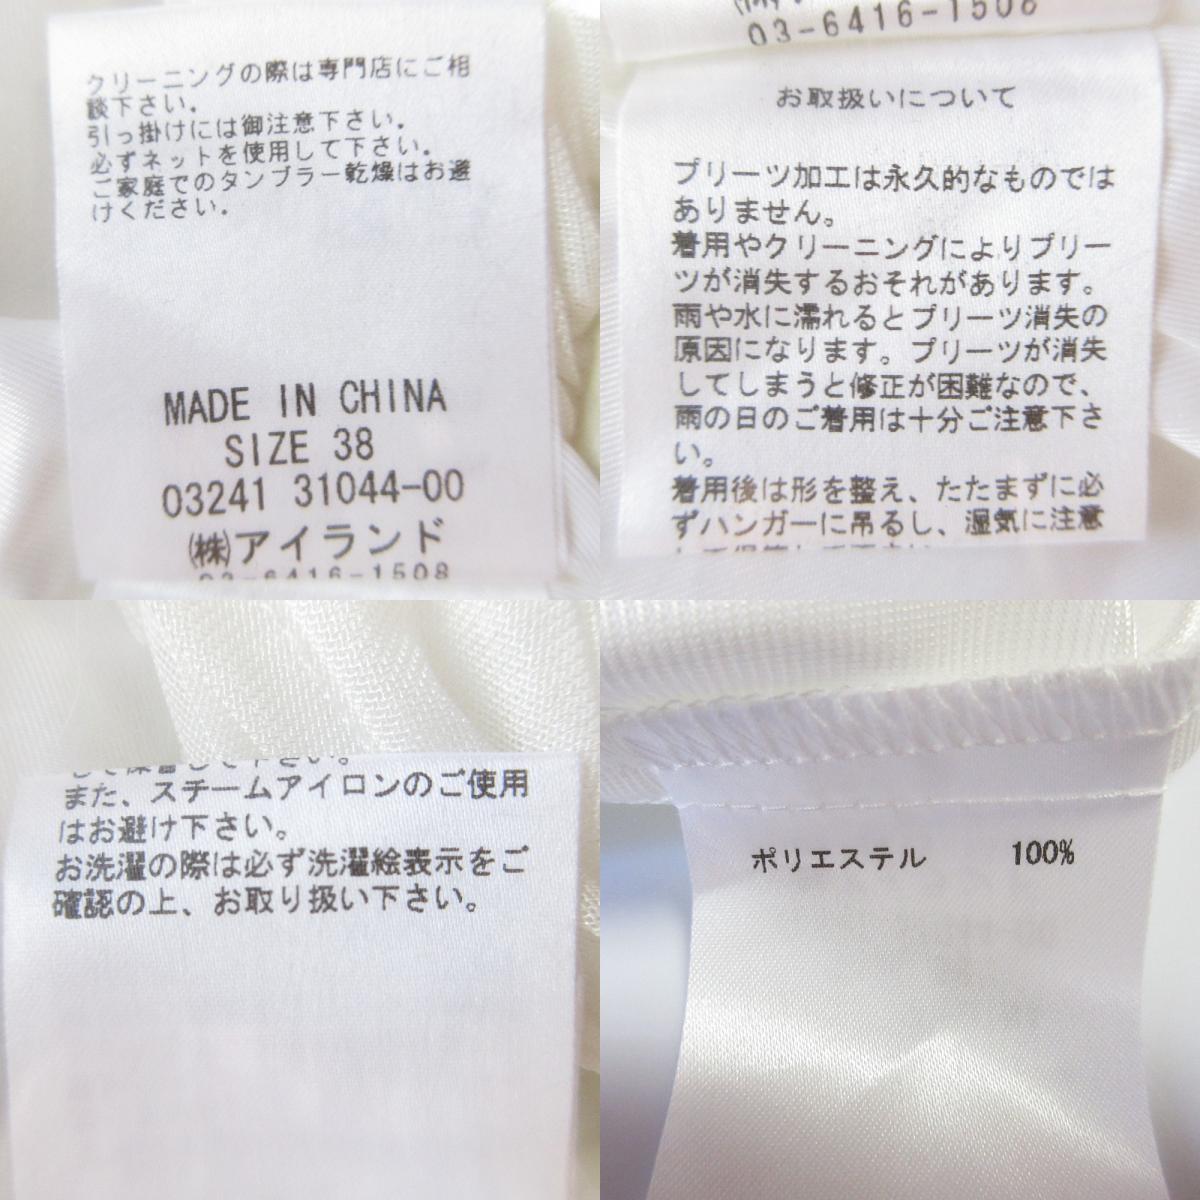 クリーニングの際は専門店にご相
談下さい。
引っ掛けには御注意下さい。
必ずネットを使用して下さい。
ご家庭でのタンブラー乾燥はお避
けください。
MADE IN CHINA
SIZE 38
03241 31044-00
(株)アイランド
03-6416-1508
03-6416-1508
お取扱いについて
プリーツ加工は永久的なものでは
ありません。
着用やクリーニングによりプリー
ツが消失するおそれがあります。
雨や水に濡れるとプリーツ消失の
原因になります。プリーツが消失
してしまうと修正が困難なので、
雨の日のご着用は十分ご注意下さ
い。
着用後は形を整え、たたまずに必
ずハンガーに吊るし、湿気に注意
して保管して下さい。
また、スチームアイロンのご使用
はお避け下さい。
お洗濯の際は必ず洗濯絵表示をご
確認の上、お取り扱い下さい。
ポリエステル 100%